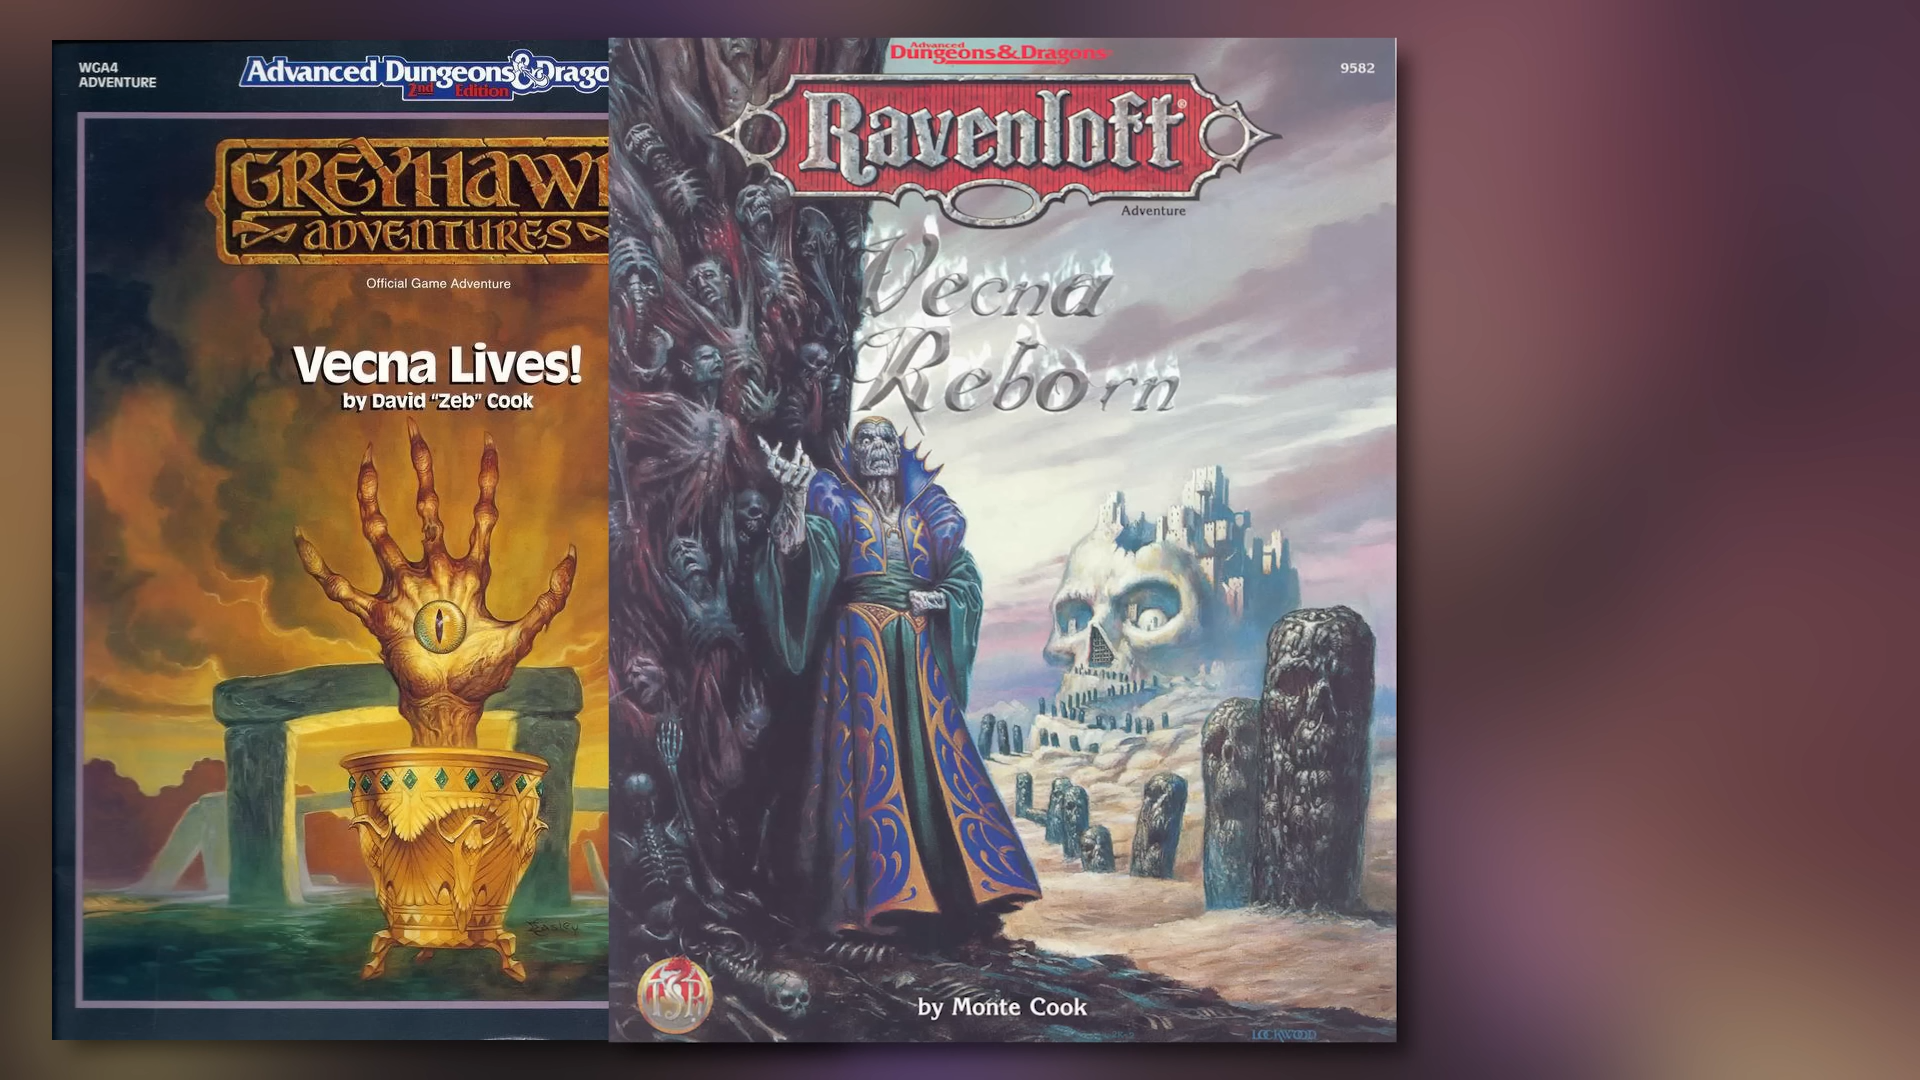 WGA4
ADVENTURE
Advanced Dungeons & Drago
2nd Edition
GREYHAW
ADVENTURES
Official Game Adventure
Vecna Lives!
by David "Zeb" Cook
Easley
Advanced
Dungeons & Dragons
9582
Ravenloft®
Adventure
Vecna
Reborn
TSR
by Monte Cook
LOCKWOOD